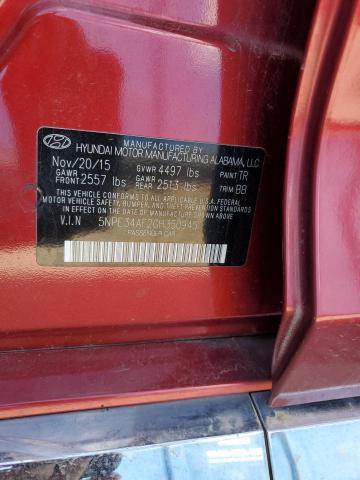 MANUFACTURED BY
HYUNDAI MOTOR MANUFACTURING ALABAMA, LLC
Nov/20/15 GVWR 4497 lbs PAINT TR
GAWR FRONT 2557 lbs GAWR REAR 2513 lbs TRIM BB
THIS VEHICLE CONFORMS TO ALL APPLICABLE U.S.A FEDERAL
MOTOR VEHICLE SAFETY, BUMPER, AND THEFT PREVENTION STANDARDS
IN EFFECT ON THE DATE OF MANUFACTURE SHOWN ABOVE.
V.I.N 5NPE34AF2GH350945
PASSENGER CAR